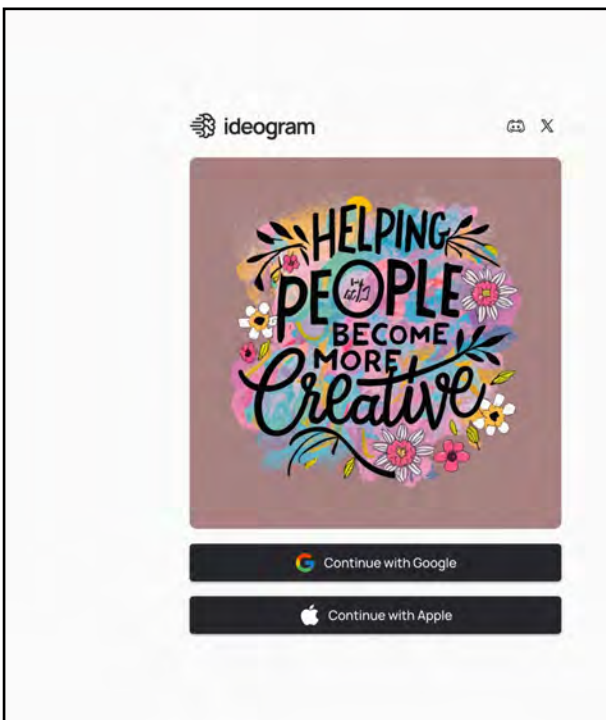 ideogram
HELPING
PEOPLE
BECOME
MORE
Creative
Continue with Google
Continue with Apple